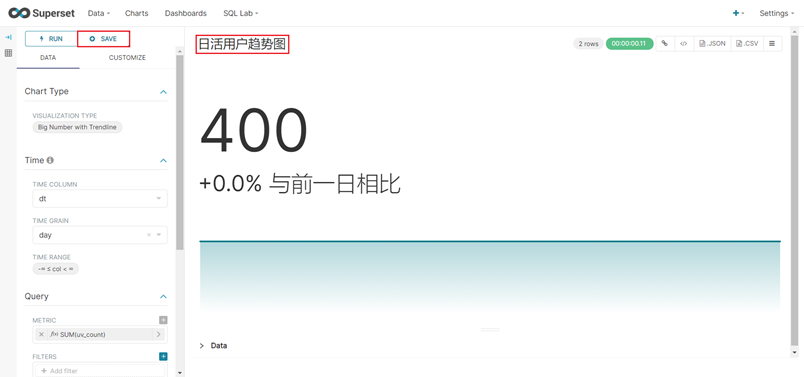 Superset Data Charts Dashboards SQL Lab Settings
RUN SAVE
DATA CUSTOMIZE
Chart Type
VISUALIZATION TYPE
Big Number with Trendline
Time
TIME COLUMN
dt
TIME GRAIN
day
TIME RANGE
-∞ ≤ col < ∞
Query
METRIC
f(x) SUM(uv_count)
FILTERS
Add filter
日活用户趋势图
2 rows 00:00:00.11 </> .JSON .CSV
400
+0.0% 与前一日相比
Data